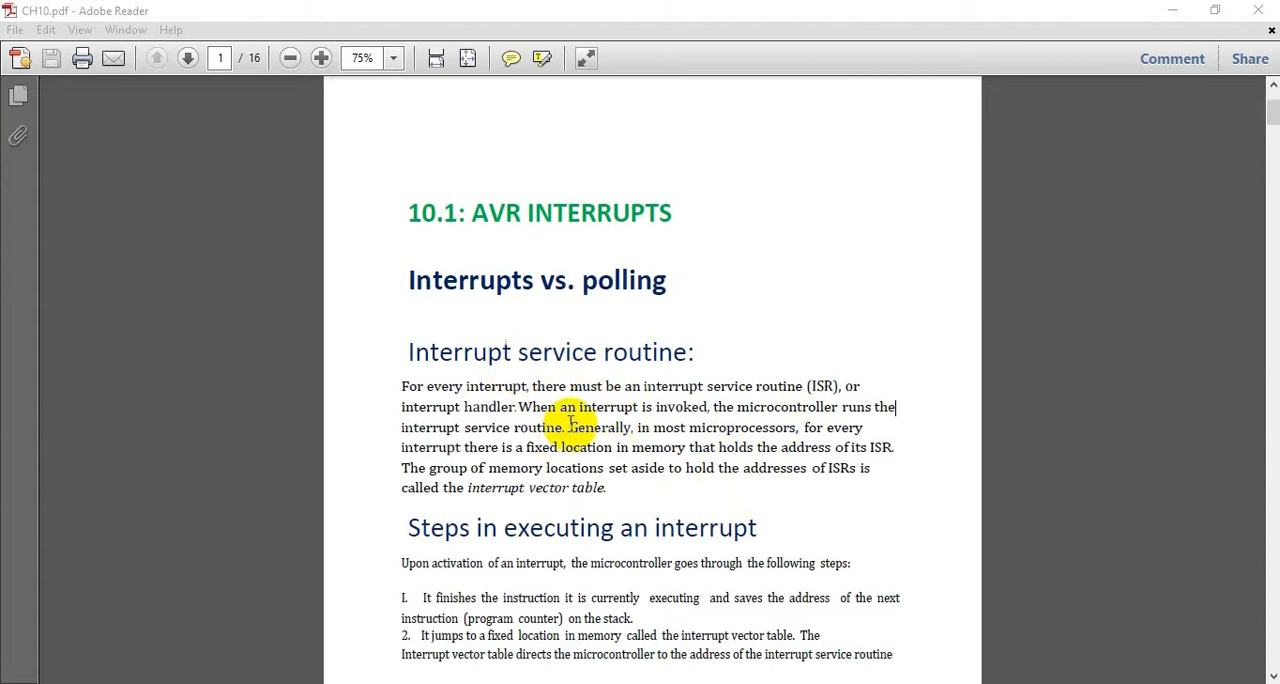 CH10.pdf - Adobe Reader
File Edit View Window Help
1 / 16 75% Comment Share
10.1: AVR INTERRUPTS
Interrupts vs. polling
Interrupt service routine:
For every interrupt, there must be an interrupt service routine (ISR), or
interrupt handler. When an interrupt is invoked, the microcontroller runs the
interrupt service routine. Generally, in most microprocessors, for every
interrupt there is a fixed location in memory that holds the address of its ISR.
The group of memory locations set aside to hold the addresses of ISRs is
called the interrupt vector table.
Steps in executing an interrupt
Upon activation of an interrupt, the microcontroller goes through the following steps:
I. It finishes the instruction it is currently executing and saves the address of the next
instruction (program counter) on the stack.
2. It jumps to a fixed location in memory called the interrupt vector table. The
Interrupt vector table directs the microcontroller to the address of the interrupt service routine